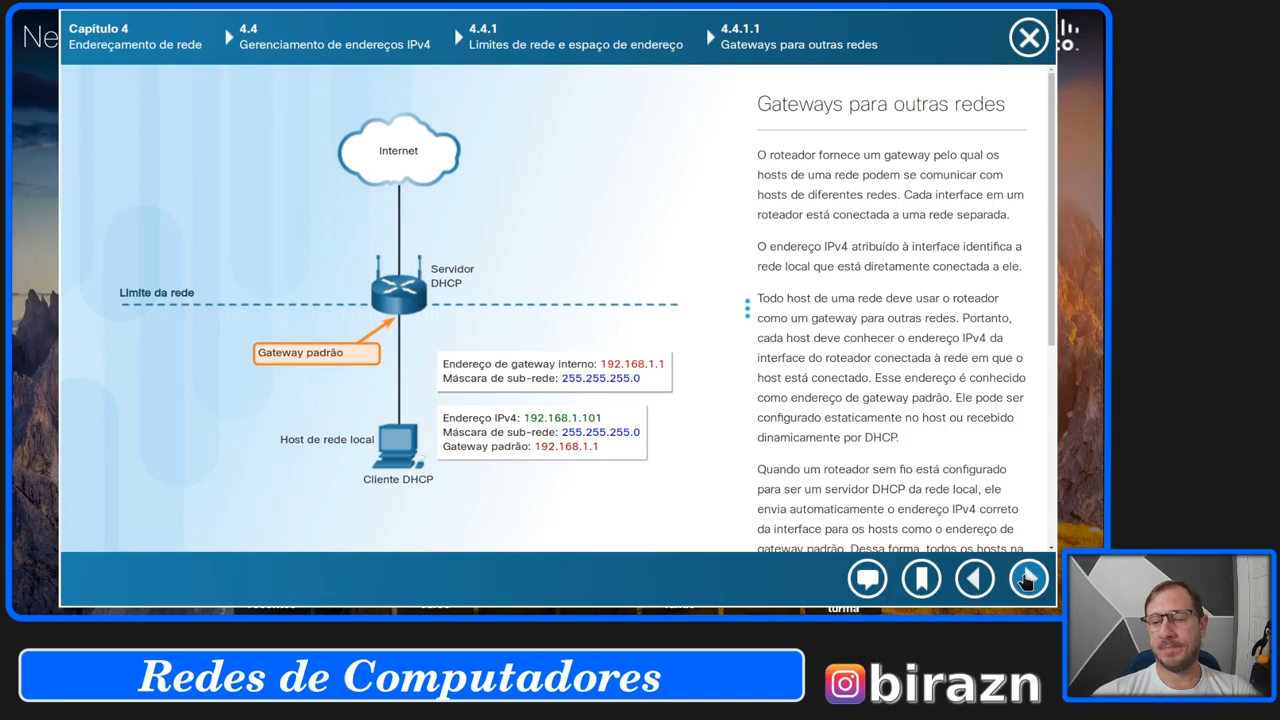 Ne
Capítulo 4
Endereçamento de rede
4.4
Gerenciamento de endereços IPv4
4.4.1
Limites de rede e espaço de endereço
4.4.1.1
Gateways para outras redes
Internet
Servidor
DHCP
Limite da rede
Gateway padrão
Endereço de gateway interno: 192.168.1.1
Máscara de sub-rede: 255.255.255.0
Endereço IPv4: 192.168.1.101
Máscara de sub-rede: 255.255.255.0
Gateway padrão: 192.168.1.1
Host de rede local
Cliente DHCP
Gateways para outras redes
O roteador fornece um gateway pelo qual os
hosts de uma rede podem se comunicar com
hosts de diferentes redes. Cada interface em um
roteador está conectada a uma rede separada.
O endereço IPv4 atribuído à interface identifica a
rede local que está diretamente conectada a ele.
Todo host de uma rede deve usar o roteador
como um gateway para outras redes. Portanto,
cada host deve conhecer o endereço IPv4 da
interface do roteador conectada à rede em que o
host está conectado. Esse endereço é conhecido
como endereço de gateway padrão. Ele pode ser
configurado estaticamente no host ou recebido
dinamicamente por DHCP.
Quando um roteador sem fio está configurado
para ser um servidor DHCP da rede local, ele
envia automaticamente o endereço IPv4 correto
da interface para os hosts como o endereço de
gateway padrão. Dessa forma, todos os hosts na
turma
Redes de Computadores
birazn